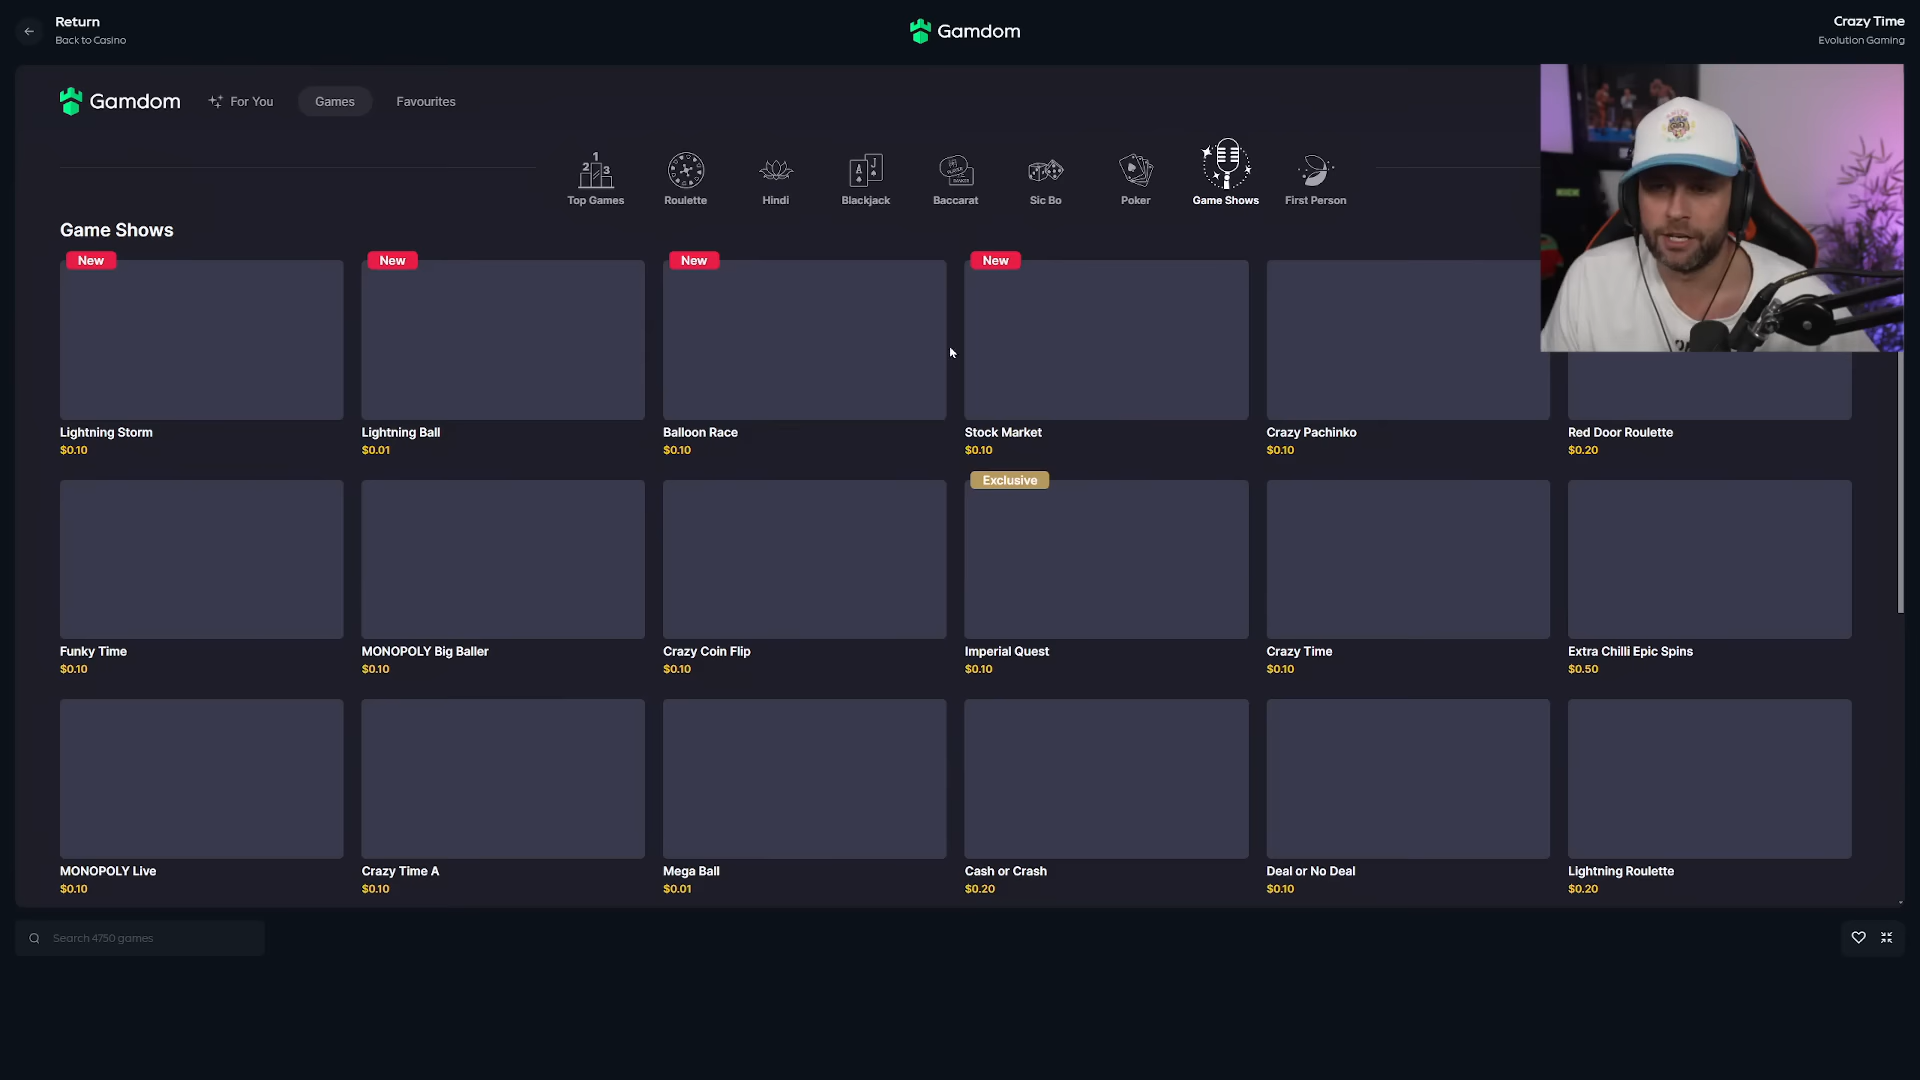 Return
Back to Casino
Gamdom
Crazy Time
Evolution Gaming
Gamdom
For You
Games
Favourites
1
2 3
Top Games
Roulette
Hindi
A J
Blackjack
Baccarat
Sic Bo
Poker
Game Shows
First Person
Game Shows
New
New
New
New
Lightning Storm
$0.10
Lightning Ball
$0.01
Balloon Race
$0.10
Stock Market
$0.10
Crazy Pachinko
$0.10
Red Door Roulette
$0.20
Exclusive
Funky Time
$0.10
MONOPOLY Big Baller
$0.10
Crazy Coin Flip
$0.10
Imperial Quest
$0.10
Crazy Time
$0.10
Extra Chilli Epic Spins
$0.50
MONOPOLY Live
$0.10
Crazy Time A
$0.10
Mega Ball
$0.01
Cash or Crash
$0.20
Deal or No Deal
$0.10
Lightning Roulette
$0.20
Search 4750 games